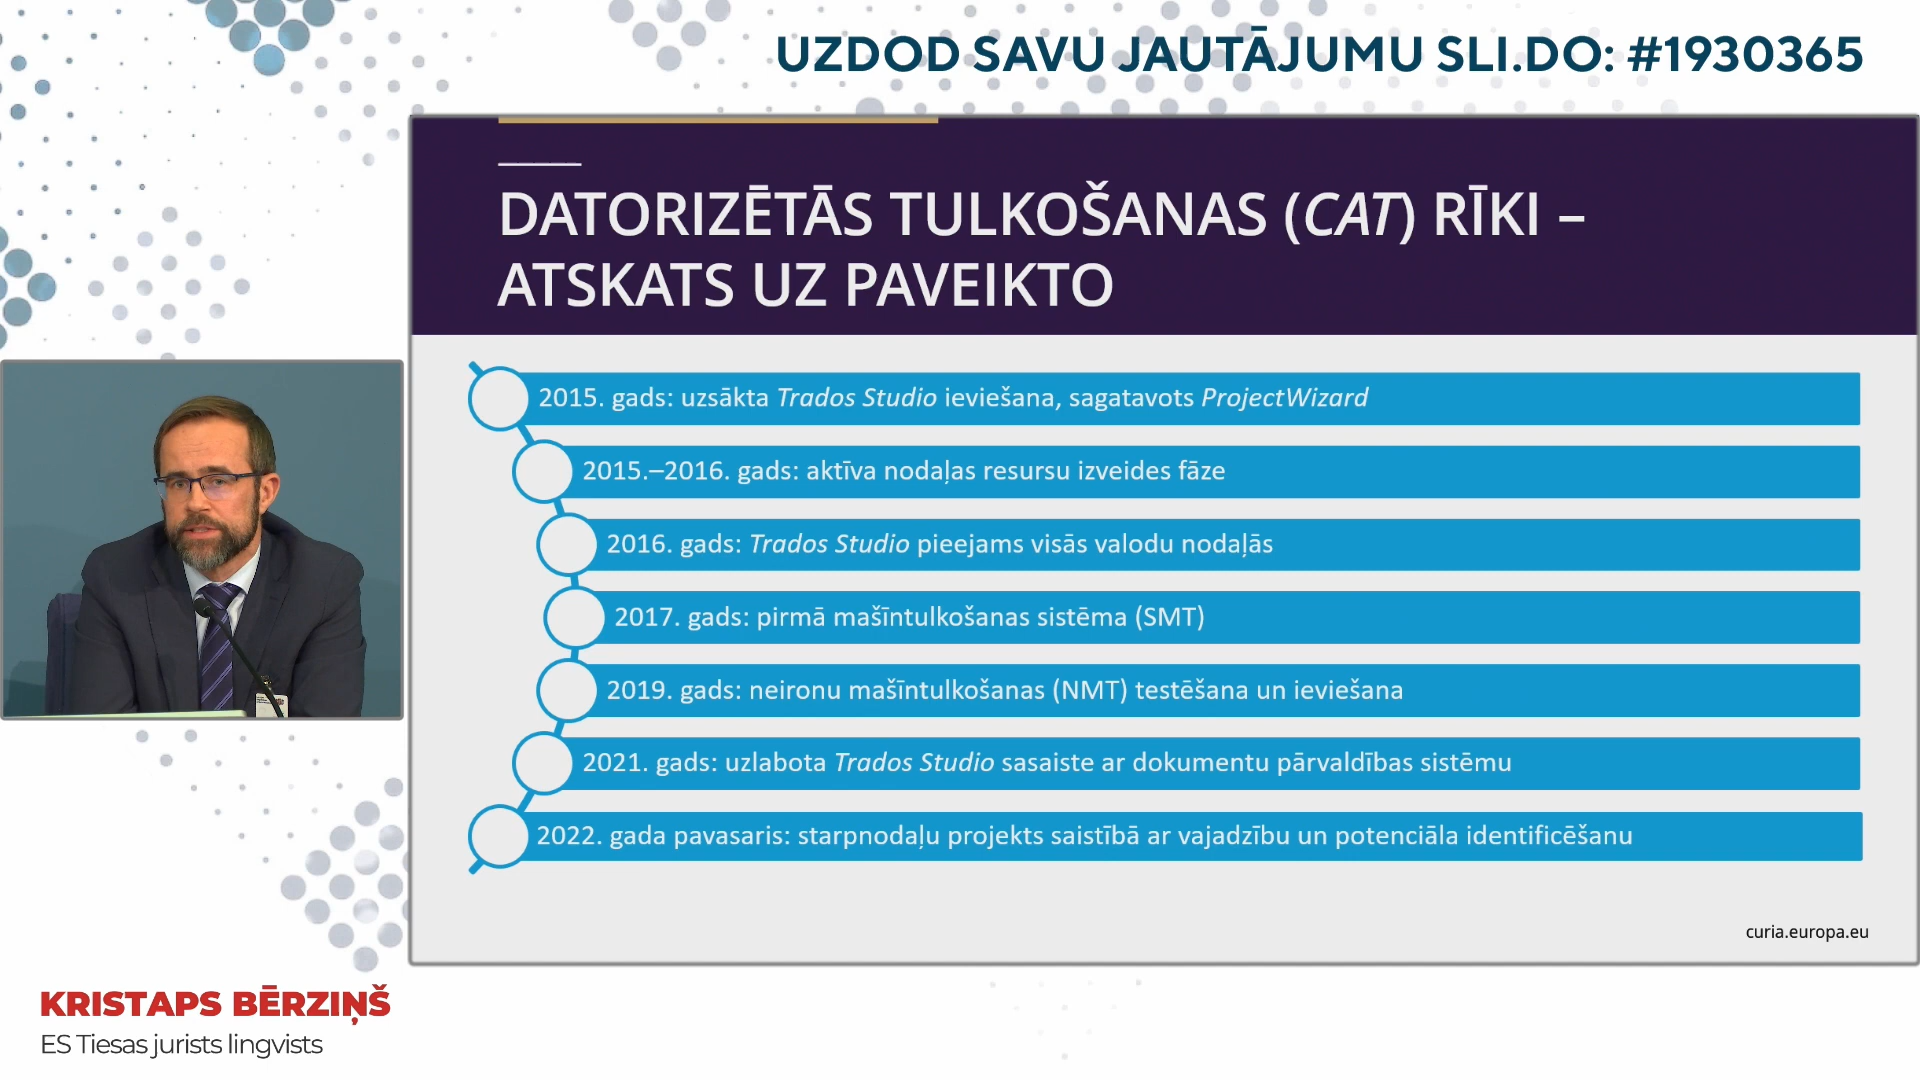 UZDOD SAVU JAUTĀJUMU SLI.DO: #1930365
DATORIZĒTĀS TULKOŠANAS (CAT) RĪKI –
ATSKATS UZ PAVEIKTO
2015. gads: uzsākta Trados Studio ieviešana, sagatavots ProjectWizard
2015.–2016. gads: aktīva nodaļas resursu izveides fāze
2016. gads: Trados Studio pieejams visās valodu nodaļās
2017. gads: pirmā mašīntulkošanas sistēma (SMT)
2019. gads: neironu mašīntulkošanas (NMT) testēšana un ieviešana
2021. gads: uzlabota Trados Studio sasaiste ar dokumentu pārvaldības sistēmu
2022. gada pavasaris: starpnodaļu projekts saistībā ar vajadzību un potenciāla identificēšanu
curia.europa.eu
KRISTAPS BĒRZIŅŠ
ES Tiesas jurists lingvists